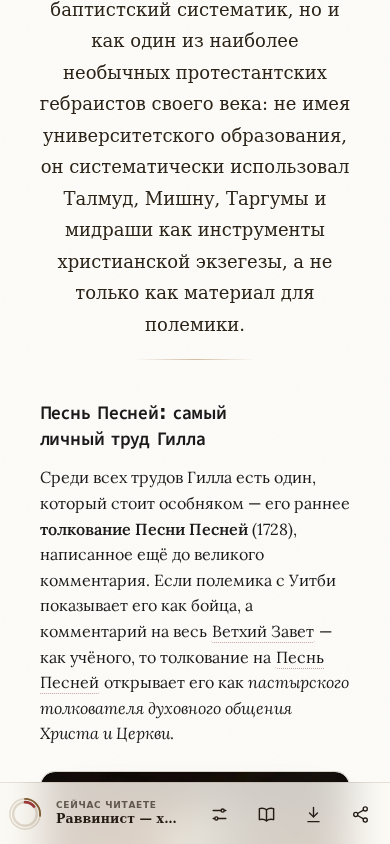 баптистский систематик, но и
как один из наиболее
необычных протестантских
гебраистов своего века: не имея
университетского образования,
он систематически использовал
Талмуд, Мишну, Таргумы и
мидраши как инструменты
христианской экзегезы, а не
только как материал для
полемики.
Песнь Песней: самый
личный труд Гилла
Среди всех трудов Гилла есть один,
который стоит особняком — его раннее
толкование Песни Песней (1728),
написанное ещё до великого
комментария. Если полемика с Уитби
показывает его как бойца, а
комментарий на весь Ветхий Завет —
как учёного, то толкование на Песнь
Песней открывает его как пастырского
толкователя духовного общения
Христа и Церкви.
СЕЙЧАС ЧИТАЕТЕ
Раввинист — х...